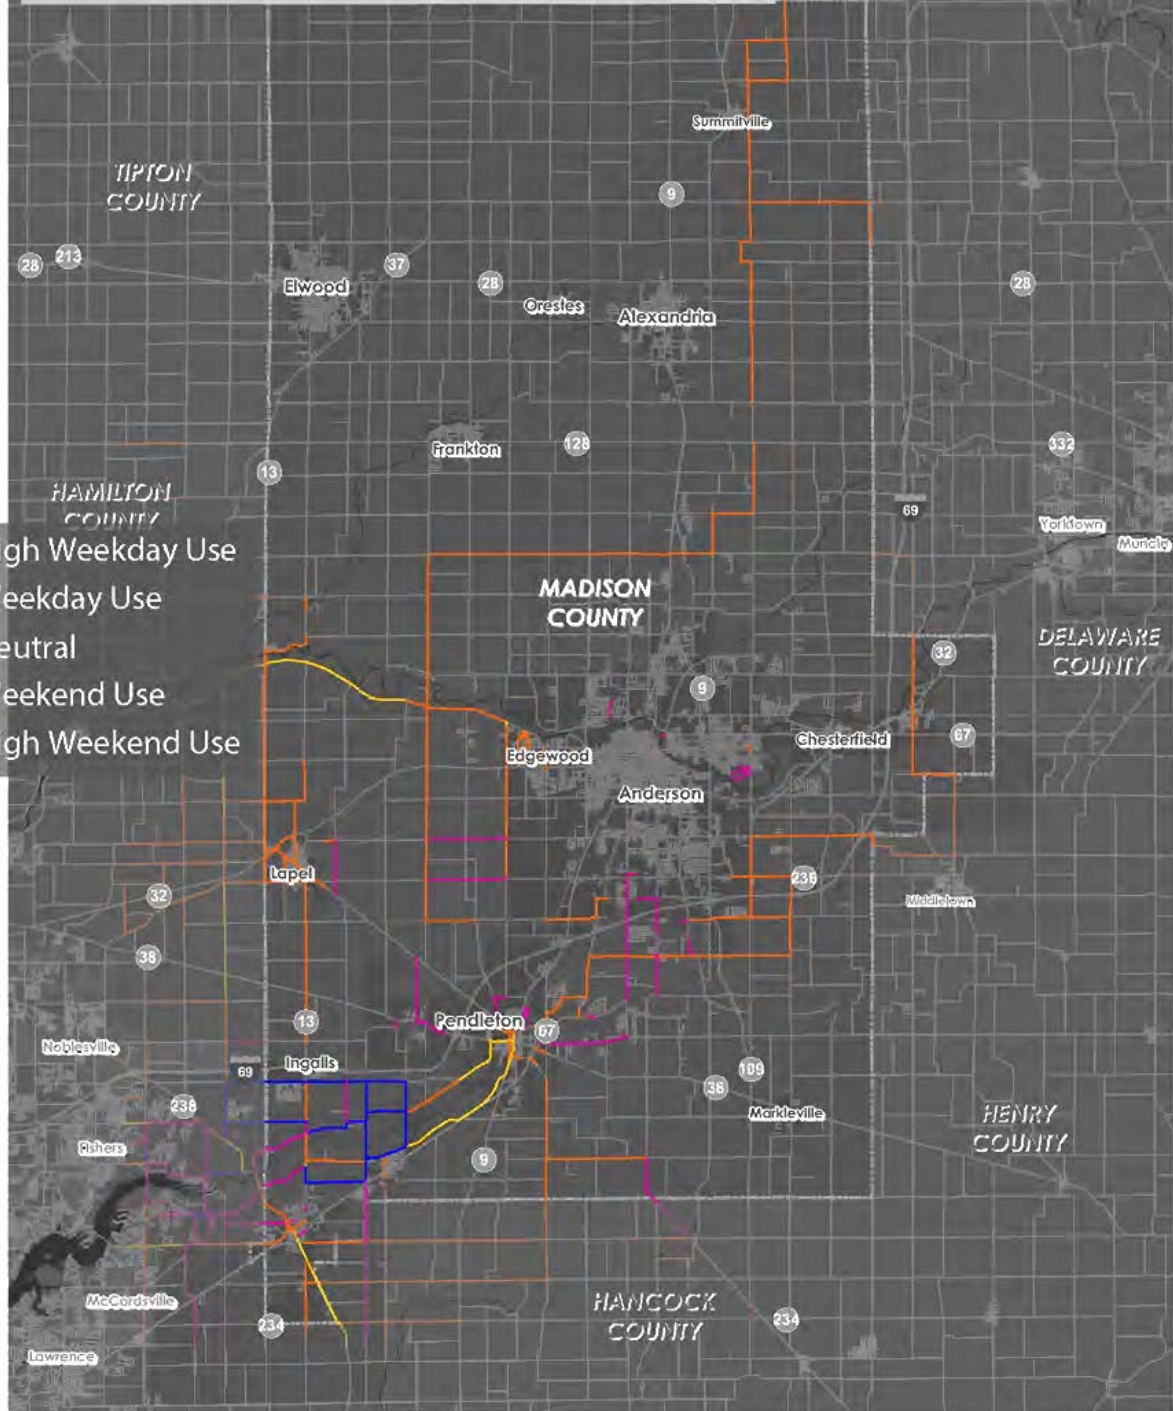 Summitville
TIPTON
COUNTY
9
28
213
37
28
28
Elwood
Orestes
Alexandria
Frankton
128
332
13
HAMILTON
COUNTY
69
Yorktown
Muncie
igh Weekday Use
MADISON
COUNTY
eekday Use
eutral
DELAWARE
COUNTY
32
eekend Use
9
igh Weekend Use
67
Chesterfield
Edgewood
Anderson
Lapel
236
32
Middletown
38
13
Pendleton
67
Noblesville
Ingalls
69
109
38
238
Markleville
HENRY
COUNTY
Fishers
9
McCordsville
HANCOCK
COUNTY
234
234
Lawrence